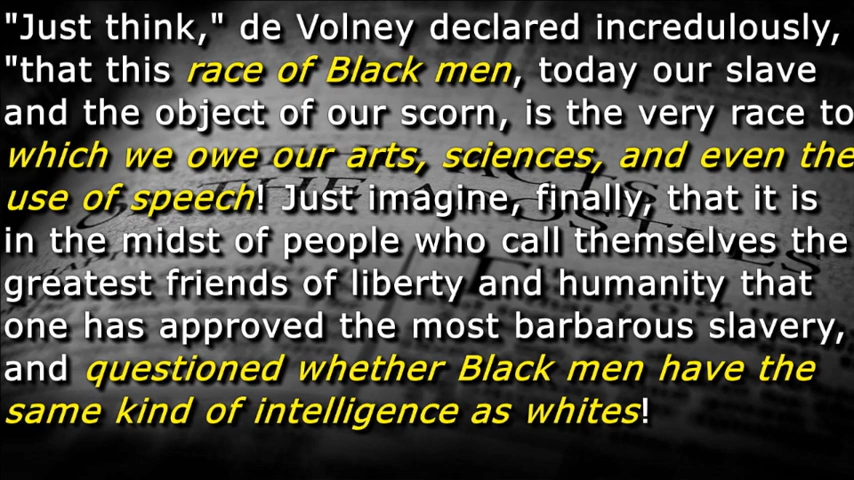 "Just think," de Volney declared incredulously,
"that this race of Black men, today our slave
and the object of our scorn, is the very race to
which we owe our arts, sciences, and even the
use of speech! Just imagine, finally, that it is
in the midst of people who call themselves the
greatest friends of liberty and humanity that
one has approved the most barbarous slavery,
and questioned whether Black men have the
same kind of intelligence as whites!
ACTS
OF THE APOSTLES